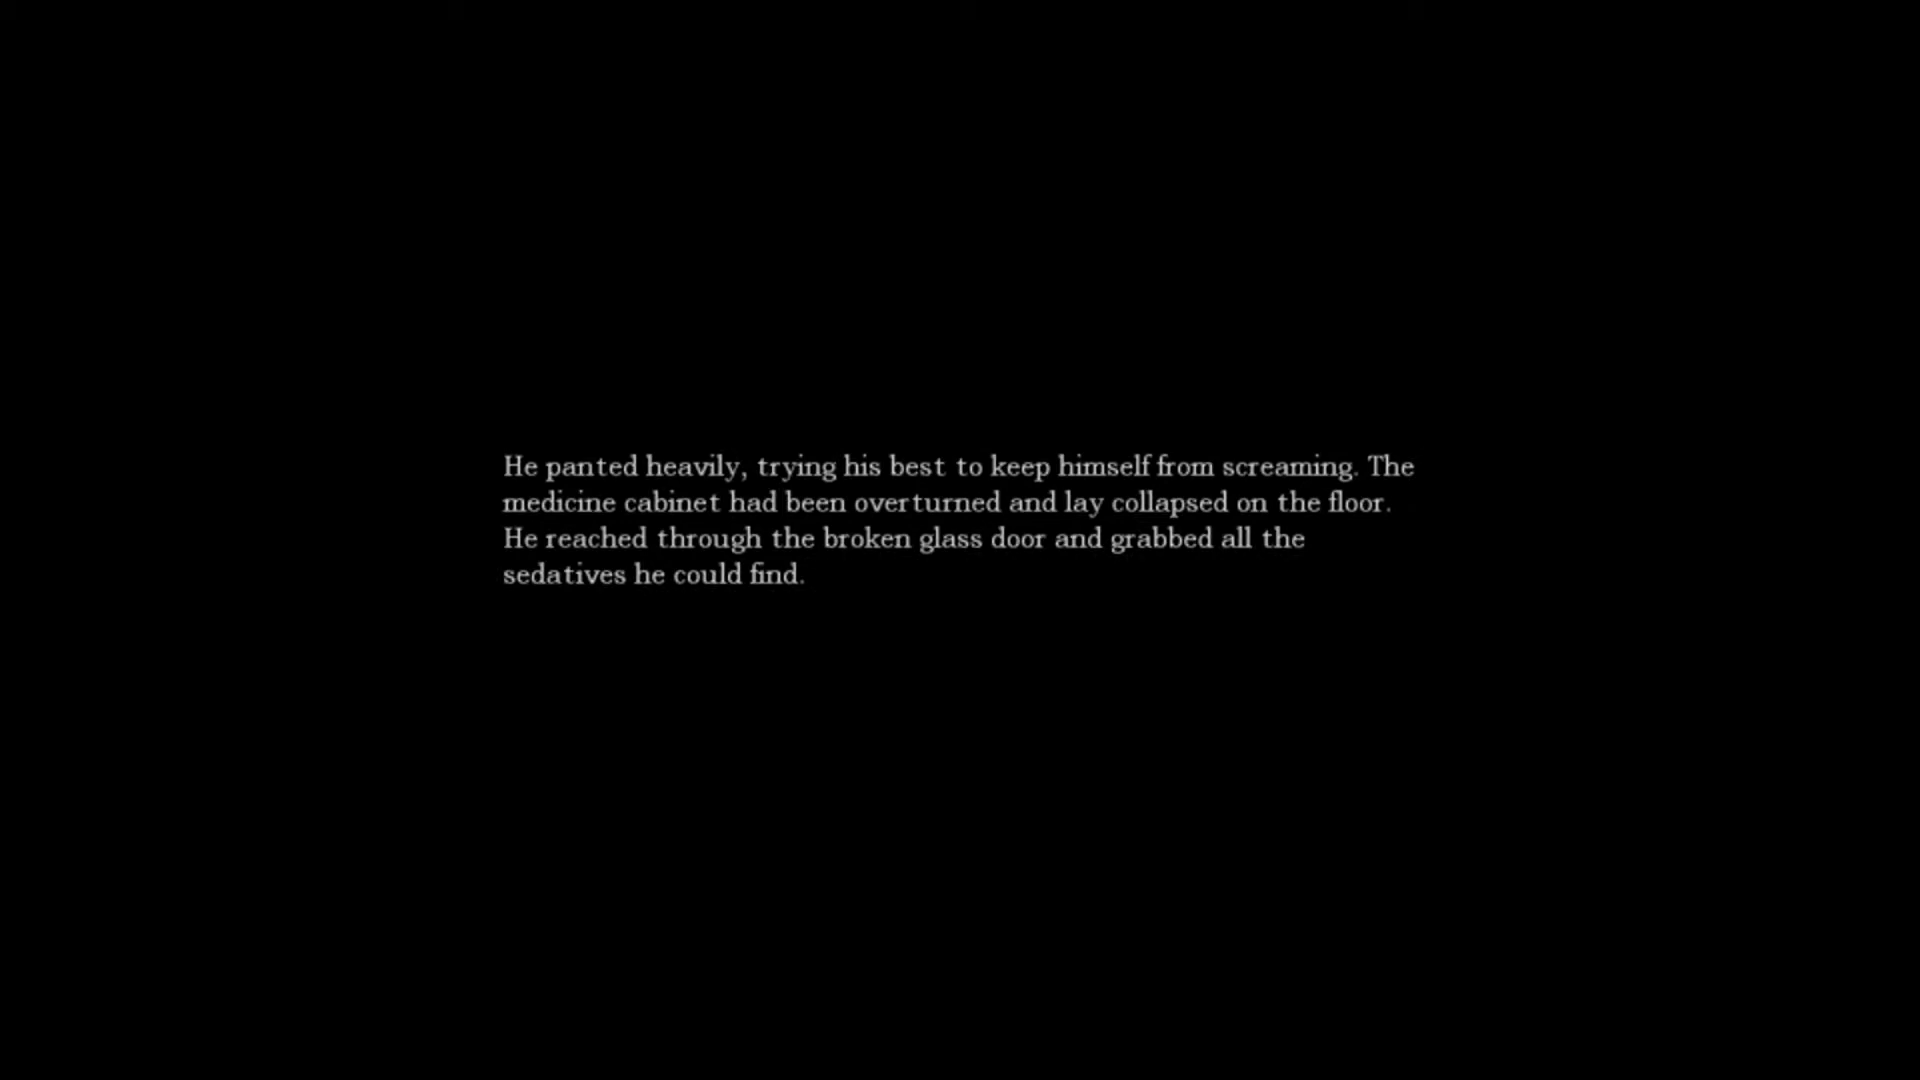 He panted heavily, trying his best to keep himself from screaming. The
medicine cabinet had been overturned and lay collapsed on the floor.
He reached through the broken glass door and grabbed all the
sedatives he could find.